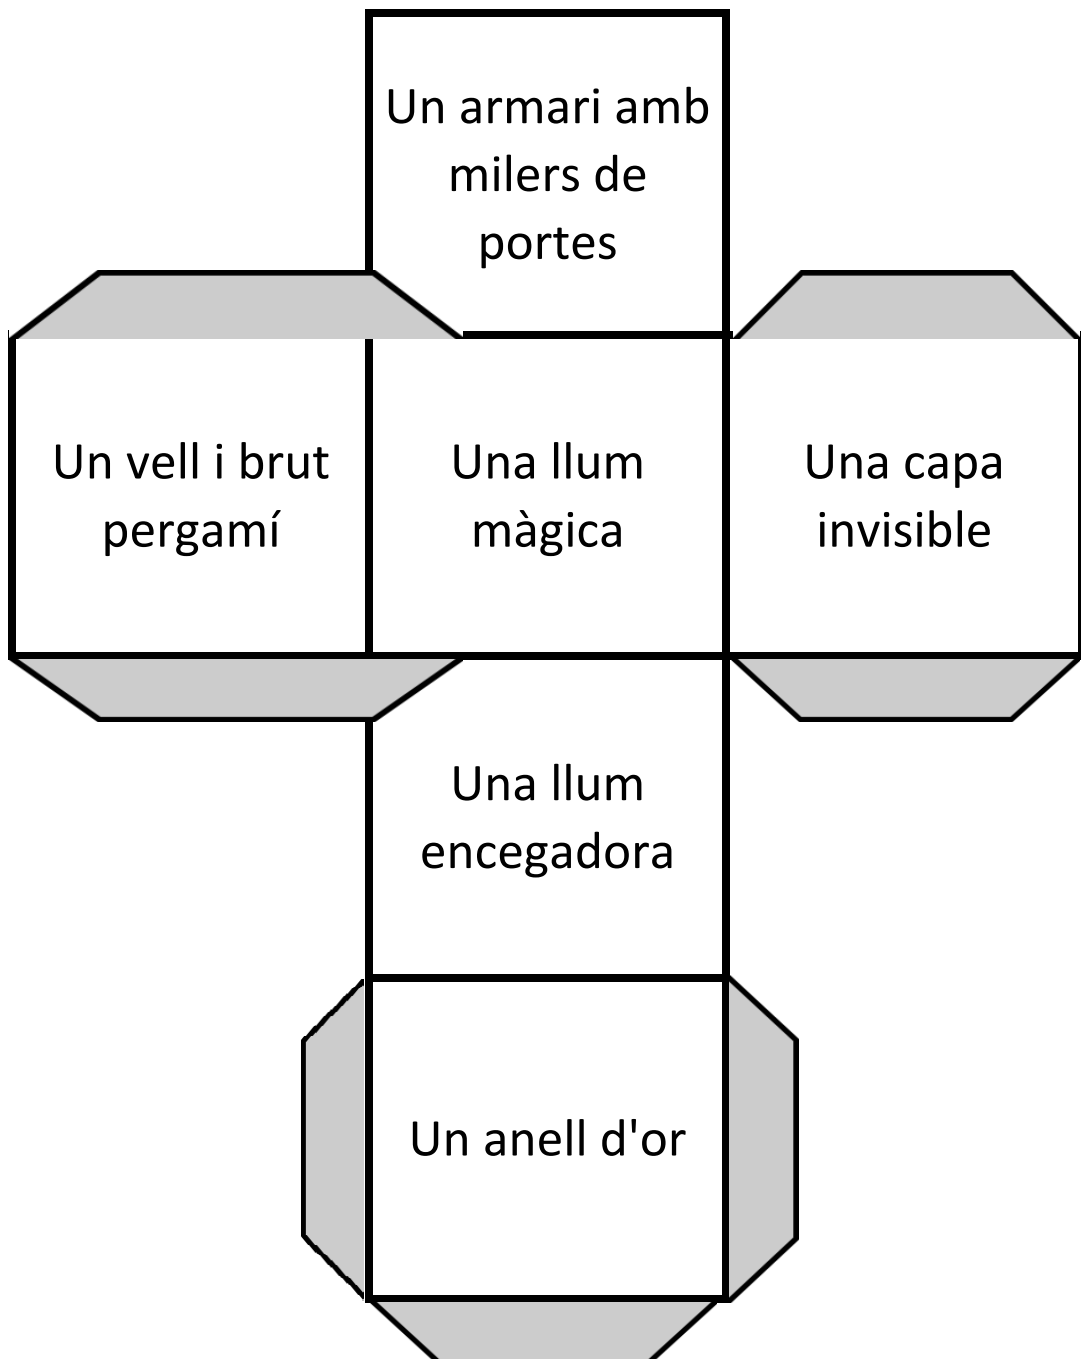 Un armari amb
milers de
portes
Un vell i brut
pergamí
Una llum
màgica
Una capa
invisible
Una llum
encegadora
Un anell d'or